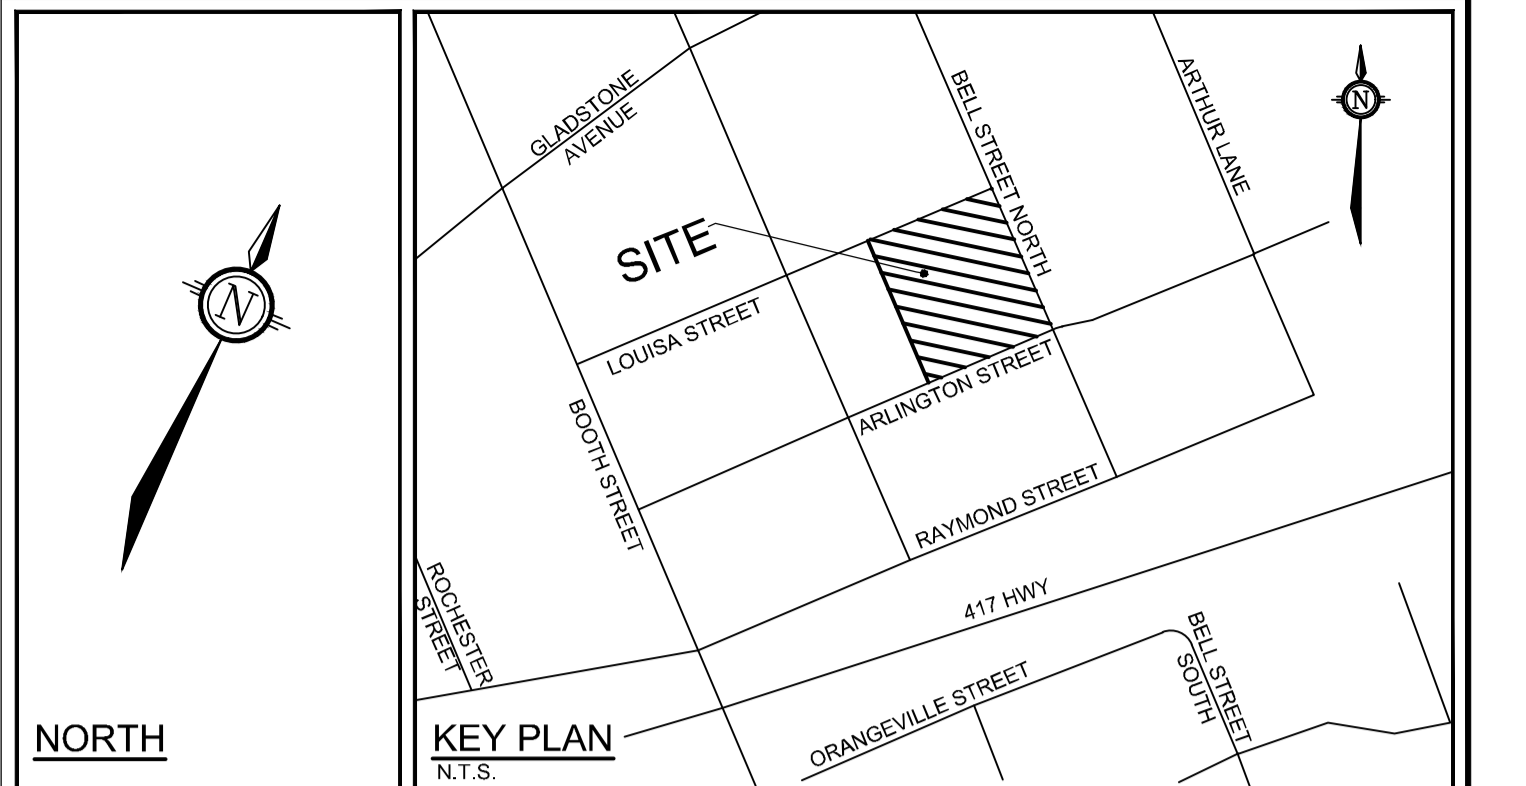 N
NORTH
GLADSTONE
AVENUE
BELL STREET NORTH
ARTHUR LANE
N
SITE
LOUISA STREET
ARLINGTON STREET
BOOTH STREET
RAYMOND STREET
ROCHESTER
STREET
417 HWY
ORANGEVILLE STREET
BELL STREET
SOUTH
KEY PLAN
N.T.S.